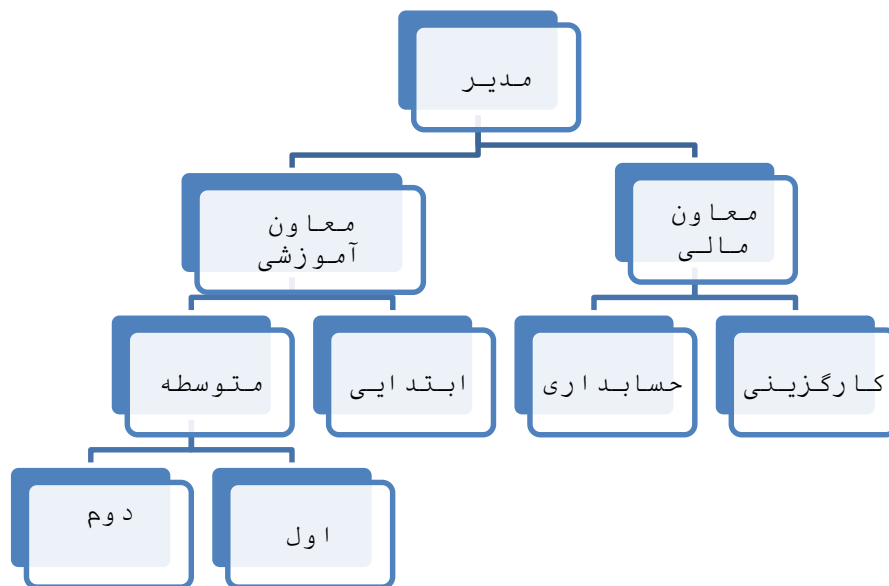 مدیر
معاون
مالی
معاون
آموزشی
کارگزینی
حسابداری
ابتدایی
متوسطه
اول
دوم